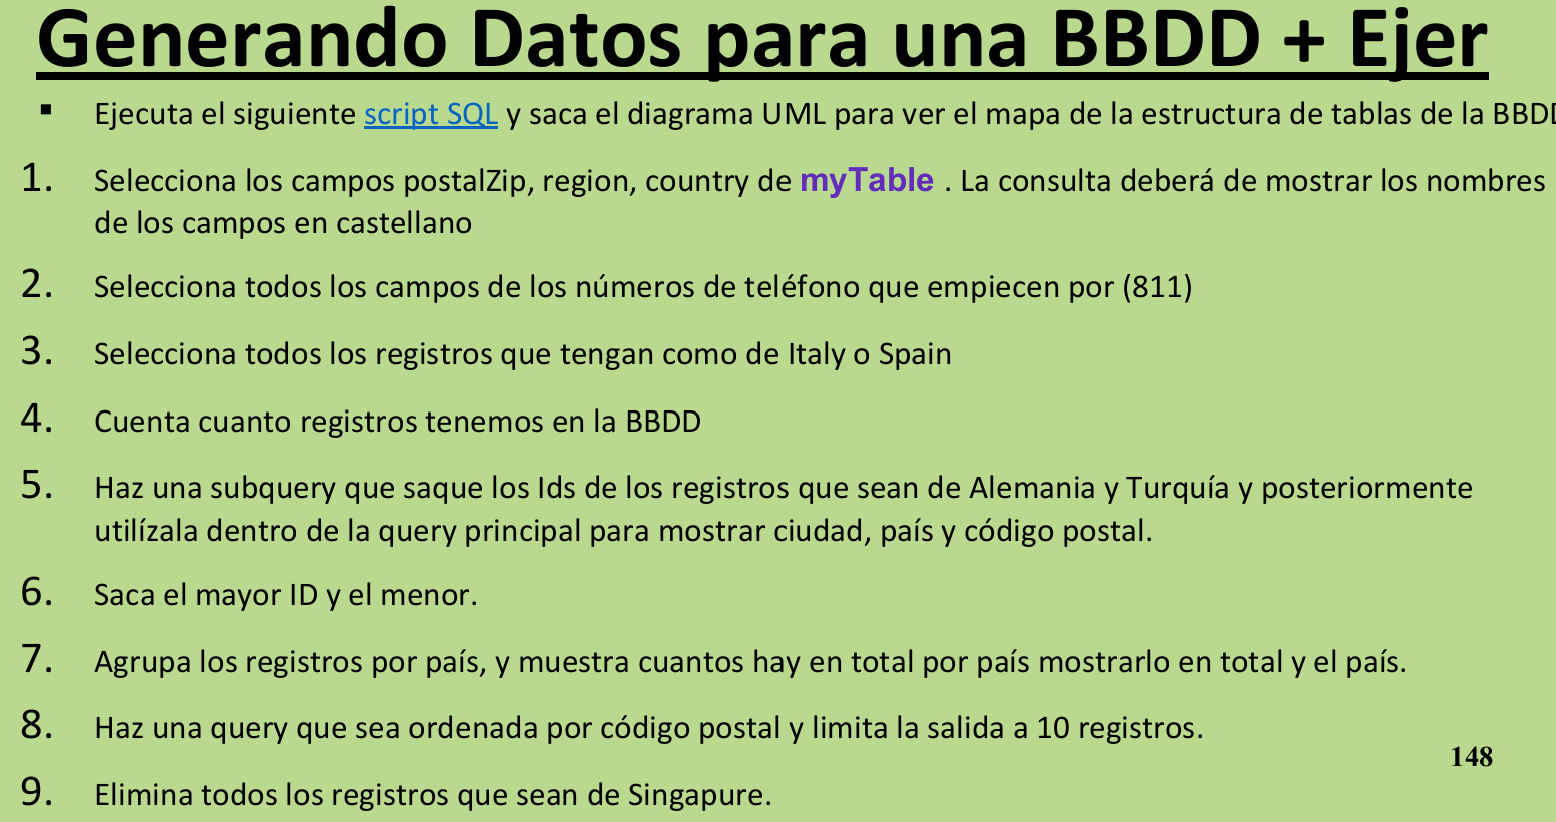 Generando Datos para una BBDD + Ejer
▪ Ejecuta el siguiente script SQL y saca el diagrama UML para ver el mapa de la estructura de tablas de la BBDD
1. Selecciona los campos postalZip, region, country de myTable . La consulta deberá de mostrar los nombres
de los campos en castellano
2. Selecciona todos los campos de los números de teléfono que empiecen por (811)
3. Selecciona todos los registros que tengan como de Italy o Spain
4. Cuenta cuanto registros tenemos en la BBDD
5. Haz una subquery que saque los Ids de los registros que sean de Alemania y Turquía y posteriormente
utilízala dentro de la query principal para mostrar ciudad, país y código postal.
6. Saca el mayor ID y el menor.
7. Agrupa los registros por país, y muestra cuantos hay en total por país mostrarlo en total y el país.
8. Haz una query que sea ordenada por código postal y limita la salida a 10 registros.
148
9. Elimina todos los registros que sean de Singapure.